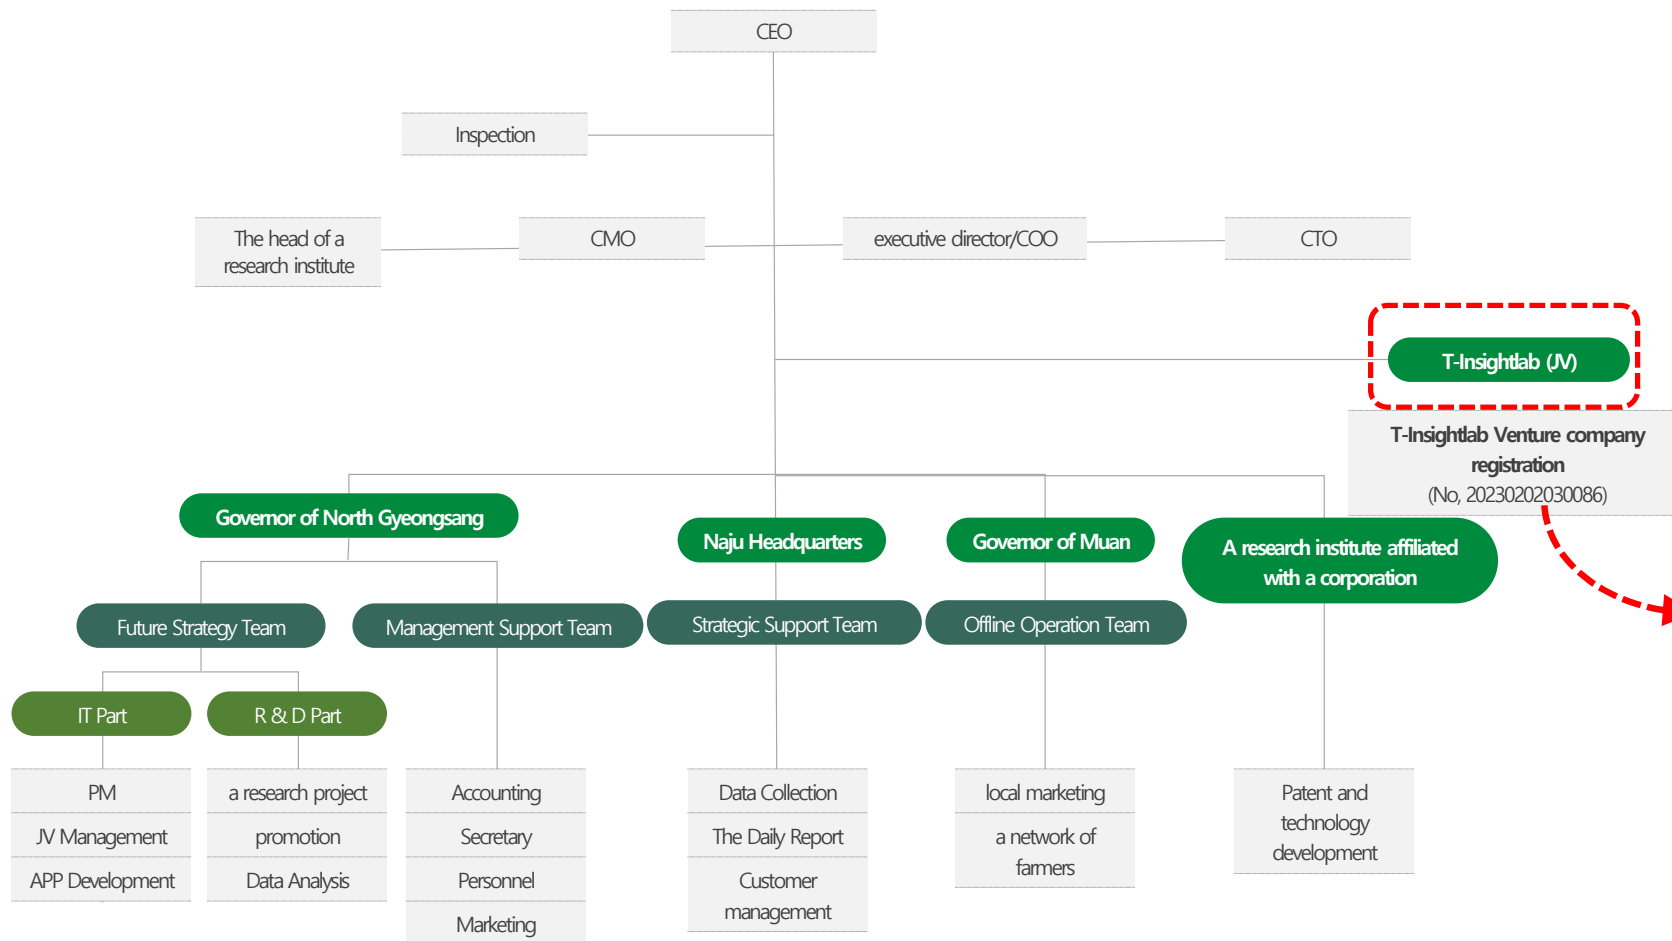 CEO
Inspection
The head of a
research institute
CMO
executive director/COO
CTO
T-Insightlab (JV)
T-Insightlab Venture company
registration
(No, 20230202030086)
Governor of North Gyeongsang
Naju Headquarters
Governor of Muan
A research institute affiliated
with a corporation
Future Strategy Team
Management Support Team
Strategic Support Team
Offline Operation Team
IT Part
R & D Part
PM
JV Management
APP Development
a research project
promotion
Data Analysis
Accounting
Secretary
Personnel
Marketing
Data Collection
The Daily Report
Customer
management
local marketing
a network of
farmers
Patent and
technology
development